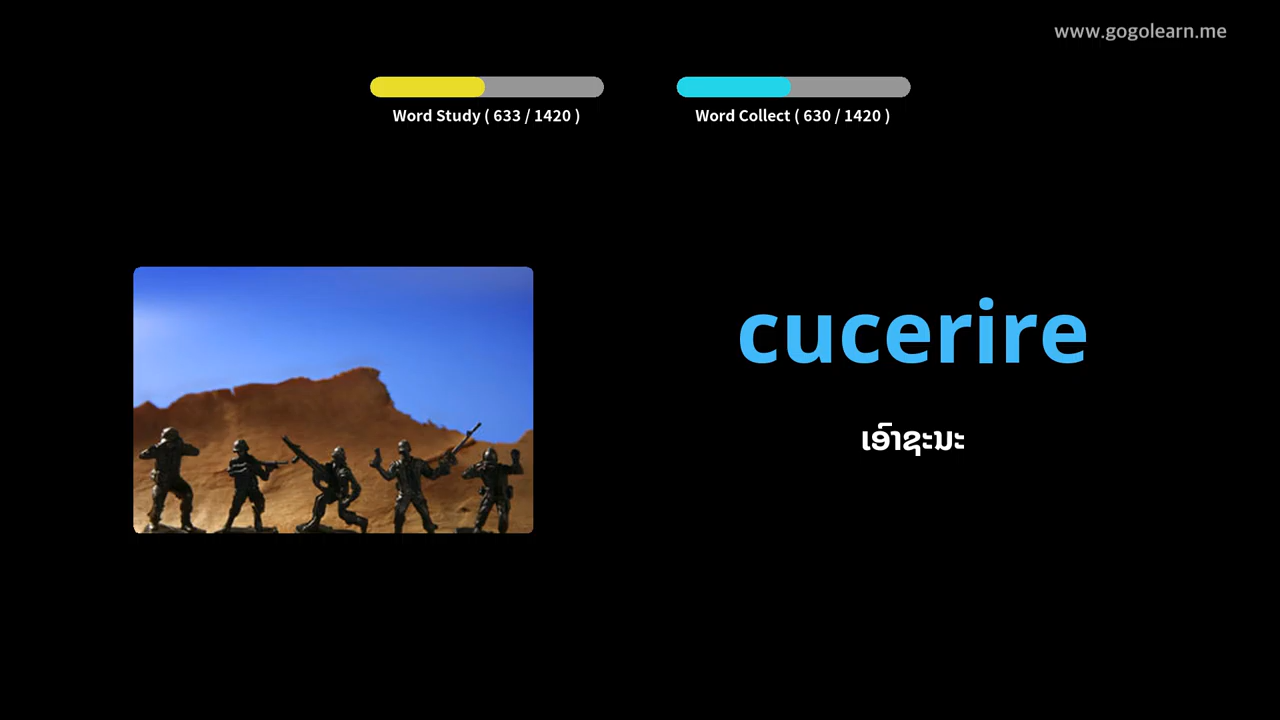 www.gogolearn.me
Word Study ( 633 / 1420 )
Word Collect ( 630 / 1420 )
cucerire
ເອົາຊະນະ